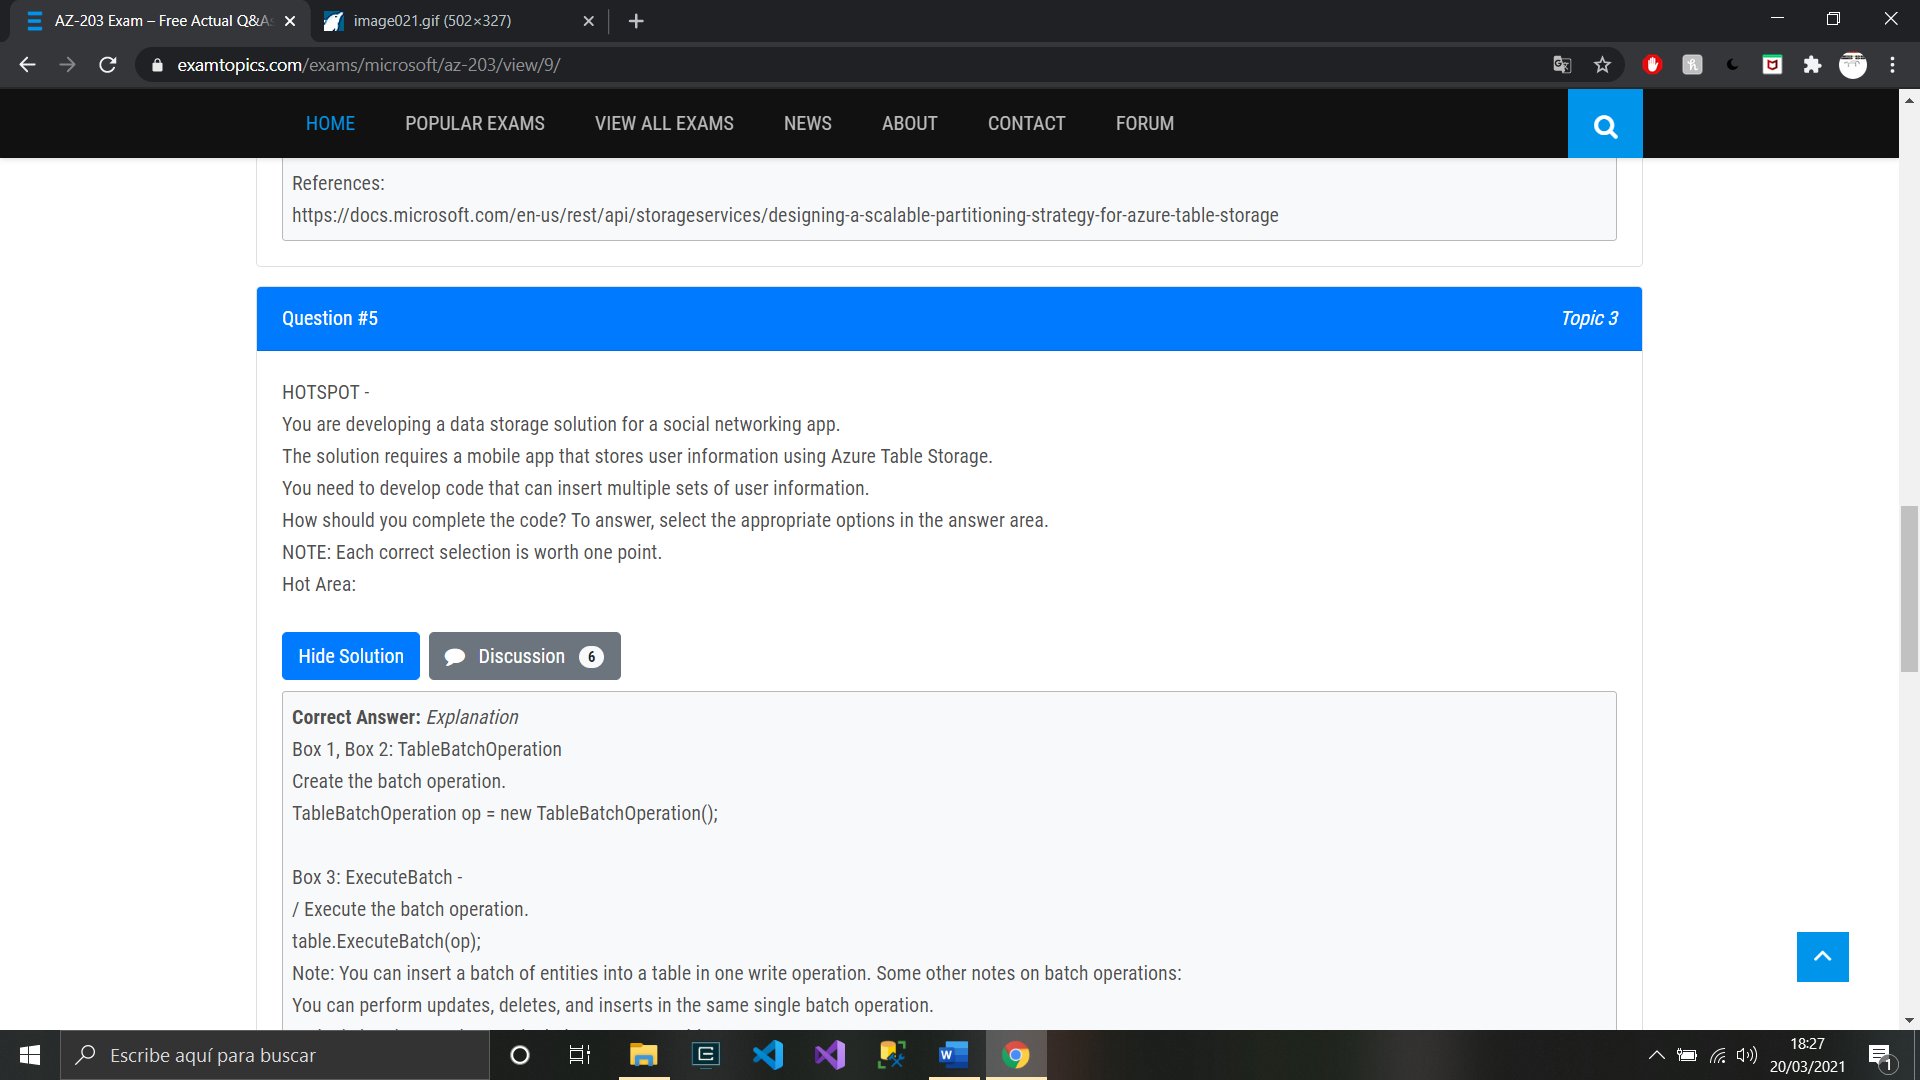 AZ-203 Exam – Free Actual Q&As
image021.gif (502×327)
examtopics.com/exams/microsoft/az-203/view/9/
HOME POPULAR EXAMS VIEW ALL EXAMS NEWS ABOUT CONTACT FORUM
References:
https://docs.microsoft.com/en-us/rest/api/storageservices/designing-a-scalable-partitioning-strategy-for-azure-table-storage
Question #5 Topic 3
HOTSPOT -
You are developing a data storage solution for a social networking app.
The solution requires a mobile app that stores user information using Azure Table Storage.
You need to develop code that can insert multiple sets of user information.
How should you complete the code? To answer, select the appropriate options in the answer area.
NOTE: Each correct selection is worth one point.
Hot Area:
Hide Solution Discussion 6
Correct Answer: Explanation
Box 1, Box 2: TableBatchOperation
Create the batch operation.
TableBatchOperation op = new TableBatchOperation();
Box 3: ExecuteBatch -
/ Execute the batch operation.
table.ExecuteBatch(op);
Note: You can insert a batch of entities into a table in one write operation. Some other notes on batch operations:
You can perform updates, deletes, and inserts in the same single batch operation.
Escribe aquí para buscar
18:27
20/03/2021
1